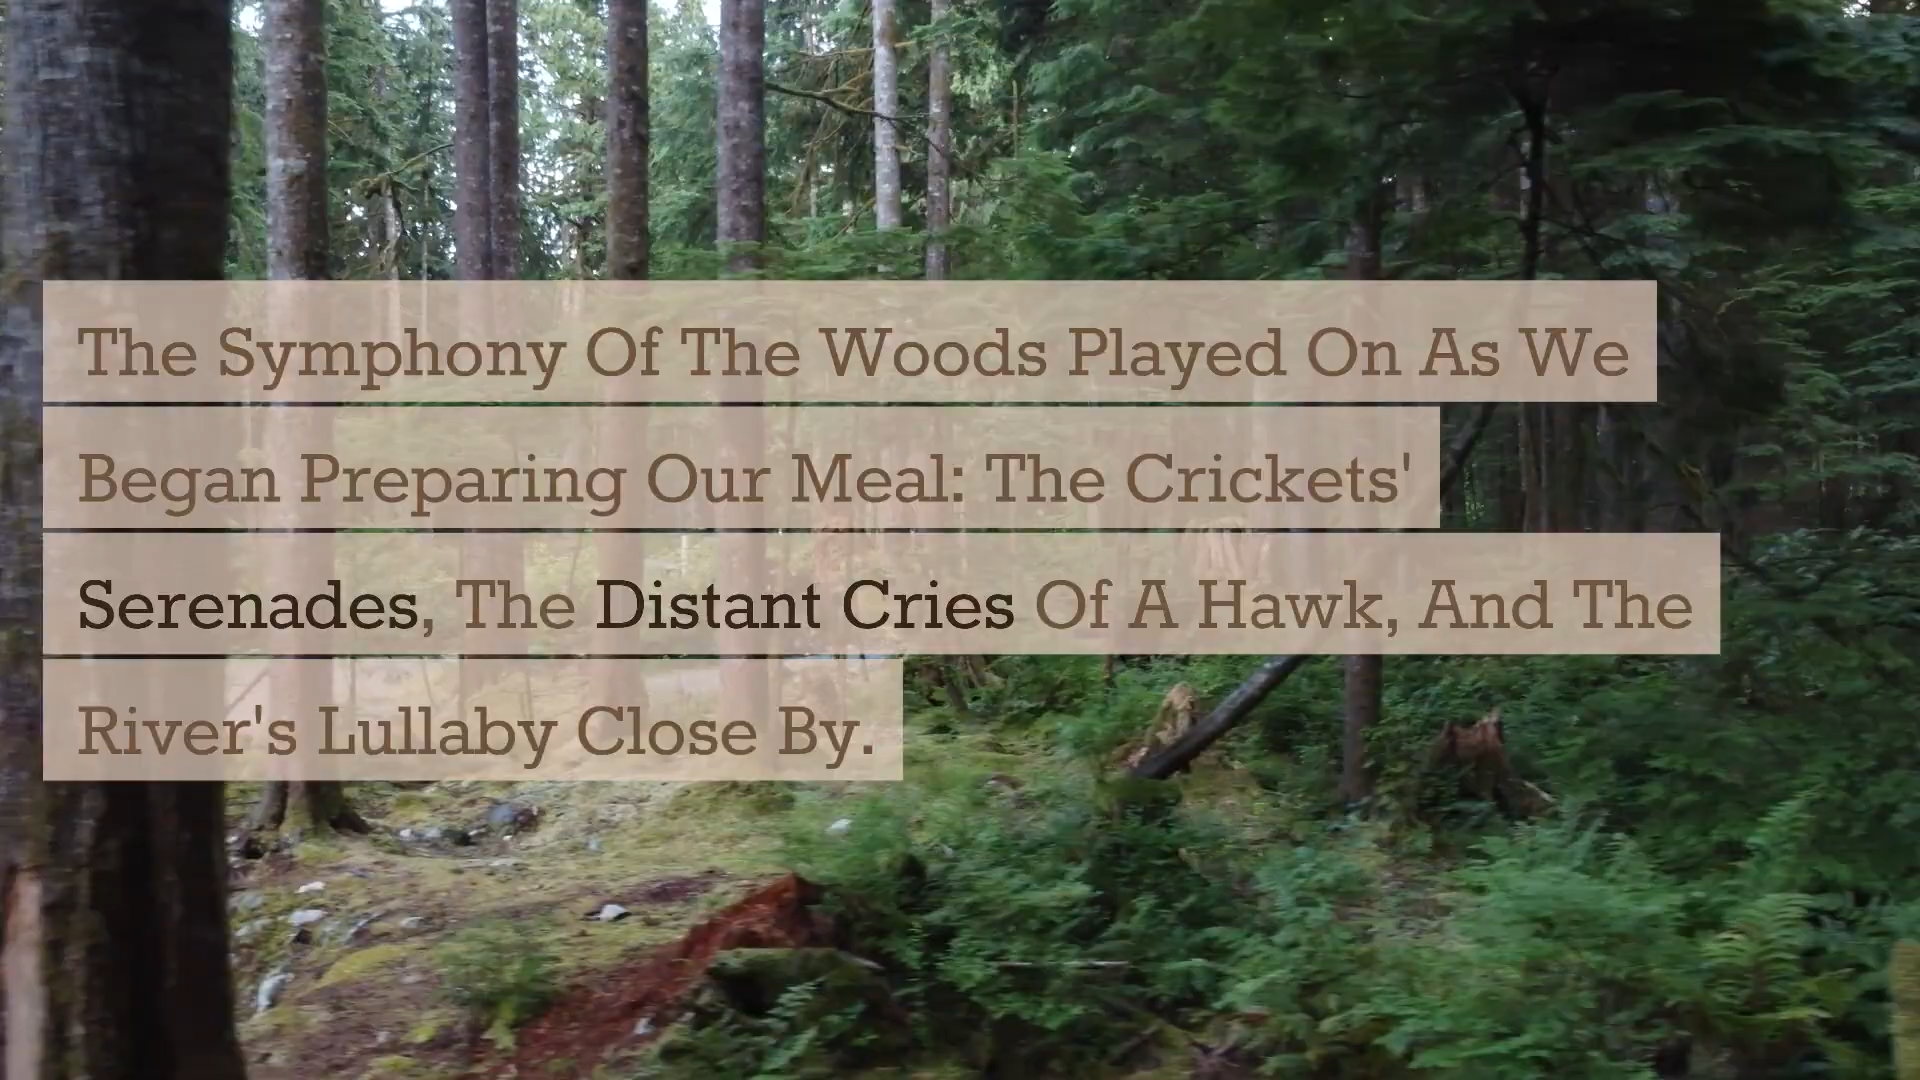 The Symphony Of The Woods Played On As We
Began Preparing Our Meal: The Crickets'
Serenades, The Distant Cries Of A Hawk, And The
River's Lullaby Close By.